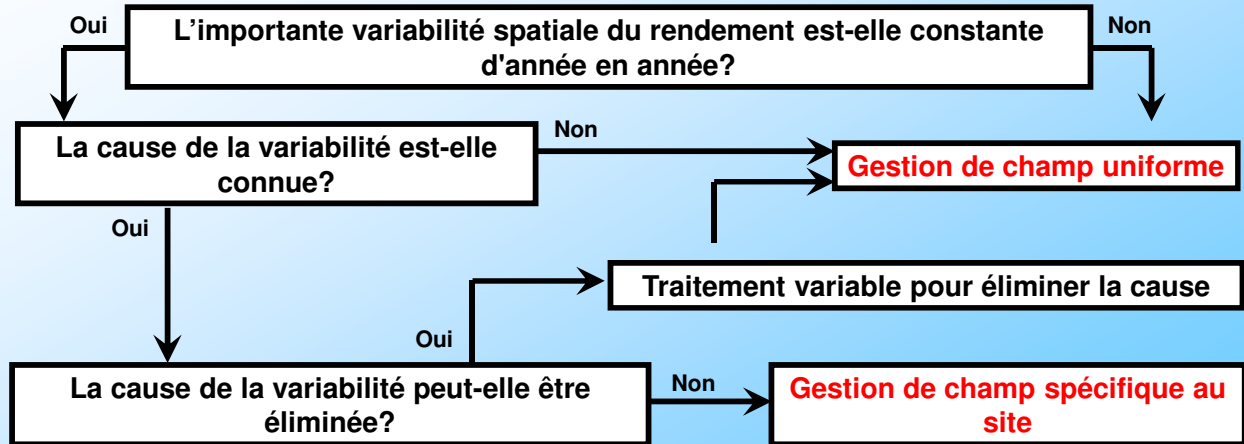 Oui
L'importante variabilité spatiale du rendement est-elle constante
d'année en année?
Non
La cause de la variabilité est-elle
connue?
Non
Gestion de champ uniforme
Oui
Traitement variable pour éliminer la cause
Oui
La cause de la variabilité peut-elle être
éliminée?
Non
Gestion de champ spécifique au
site